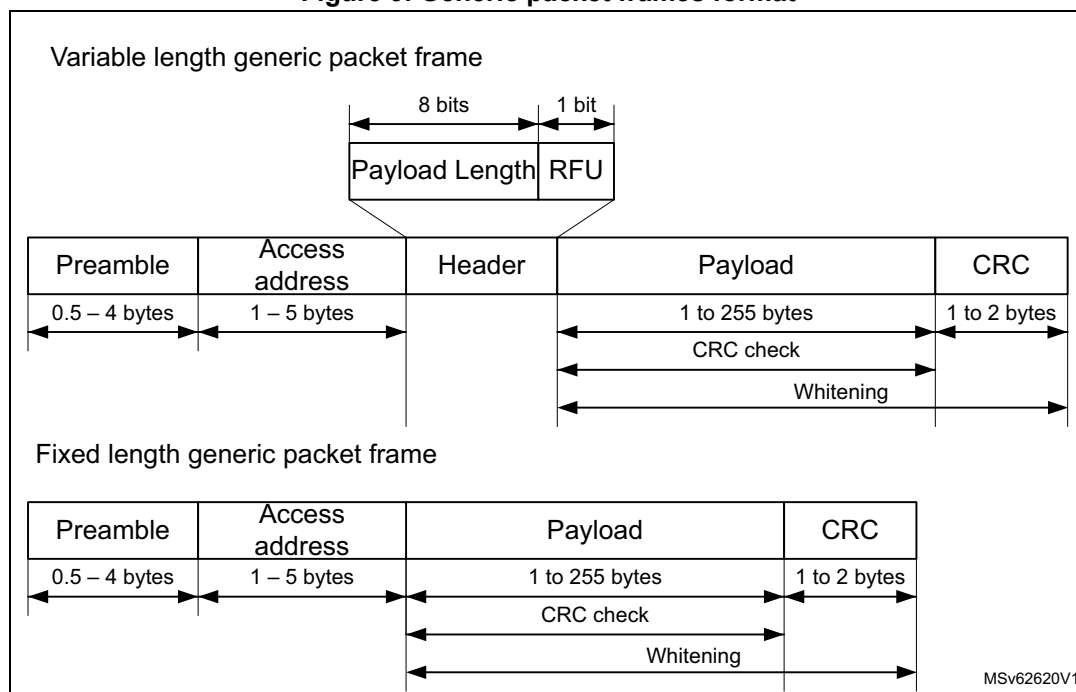 Figure 9. Generic packet frames format
Variable length generic packet frame
8 bits 1 bit
Payload Length RFU
Preamble Access address Header Payload CRC
0.5 – 4 bytes 1 – 5 bytes 1 to 255 bytes 1 to 2 bytes
CRC check
Whitening
Fixed length generic packet frame
Preamble Access address Payload CRC
0.5 – 4 bytes 1 – 5 bytes 1 to 255 bytes 1 to 2 bytes
CRC check
Whitening
MSv62620V1